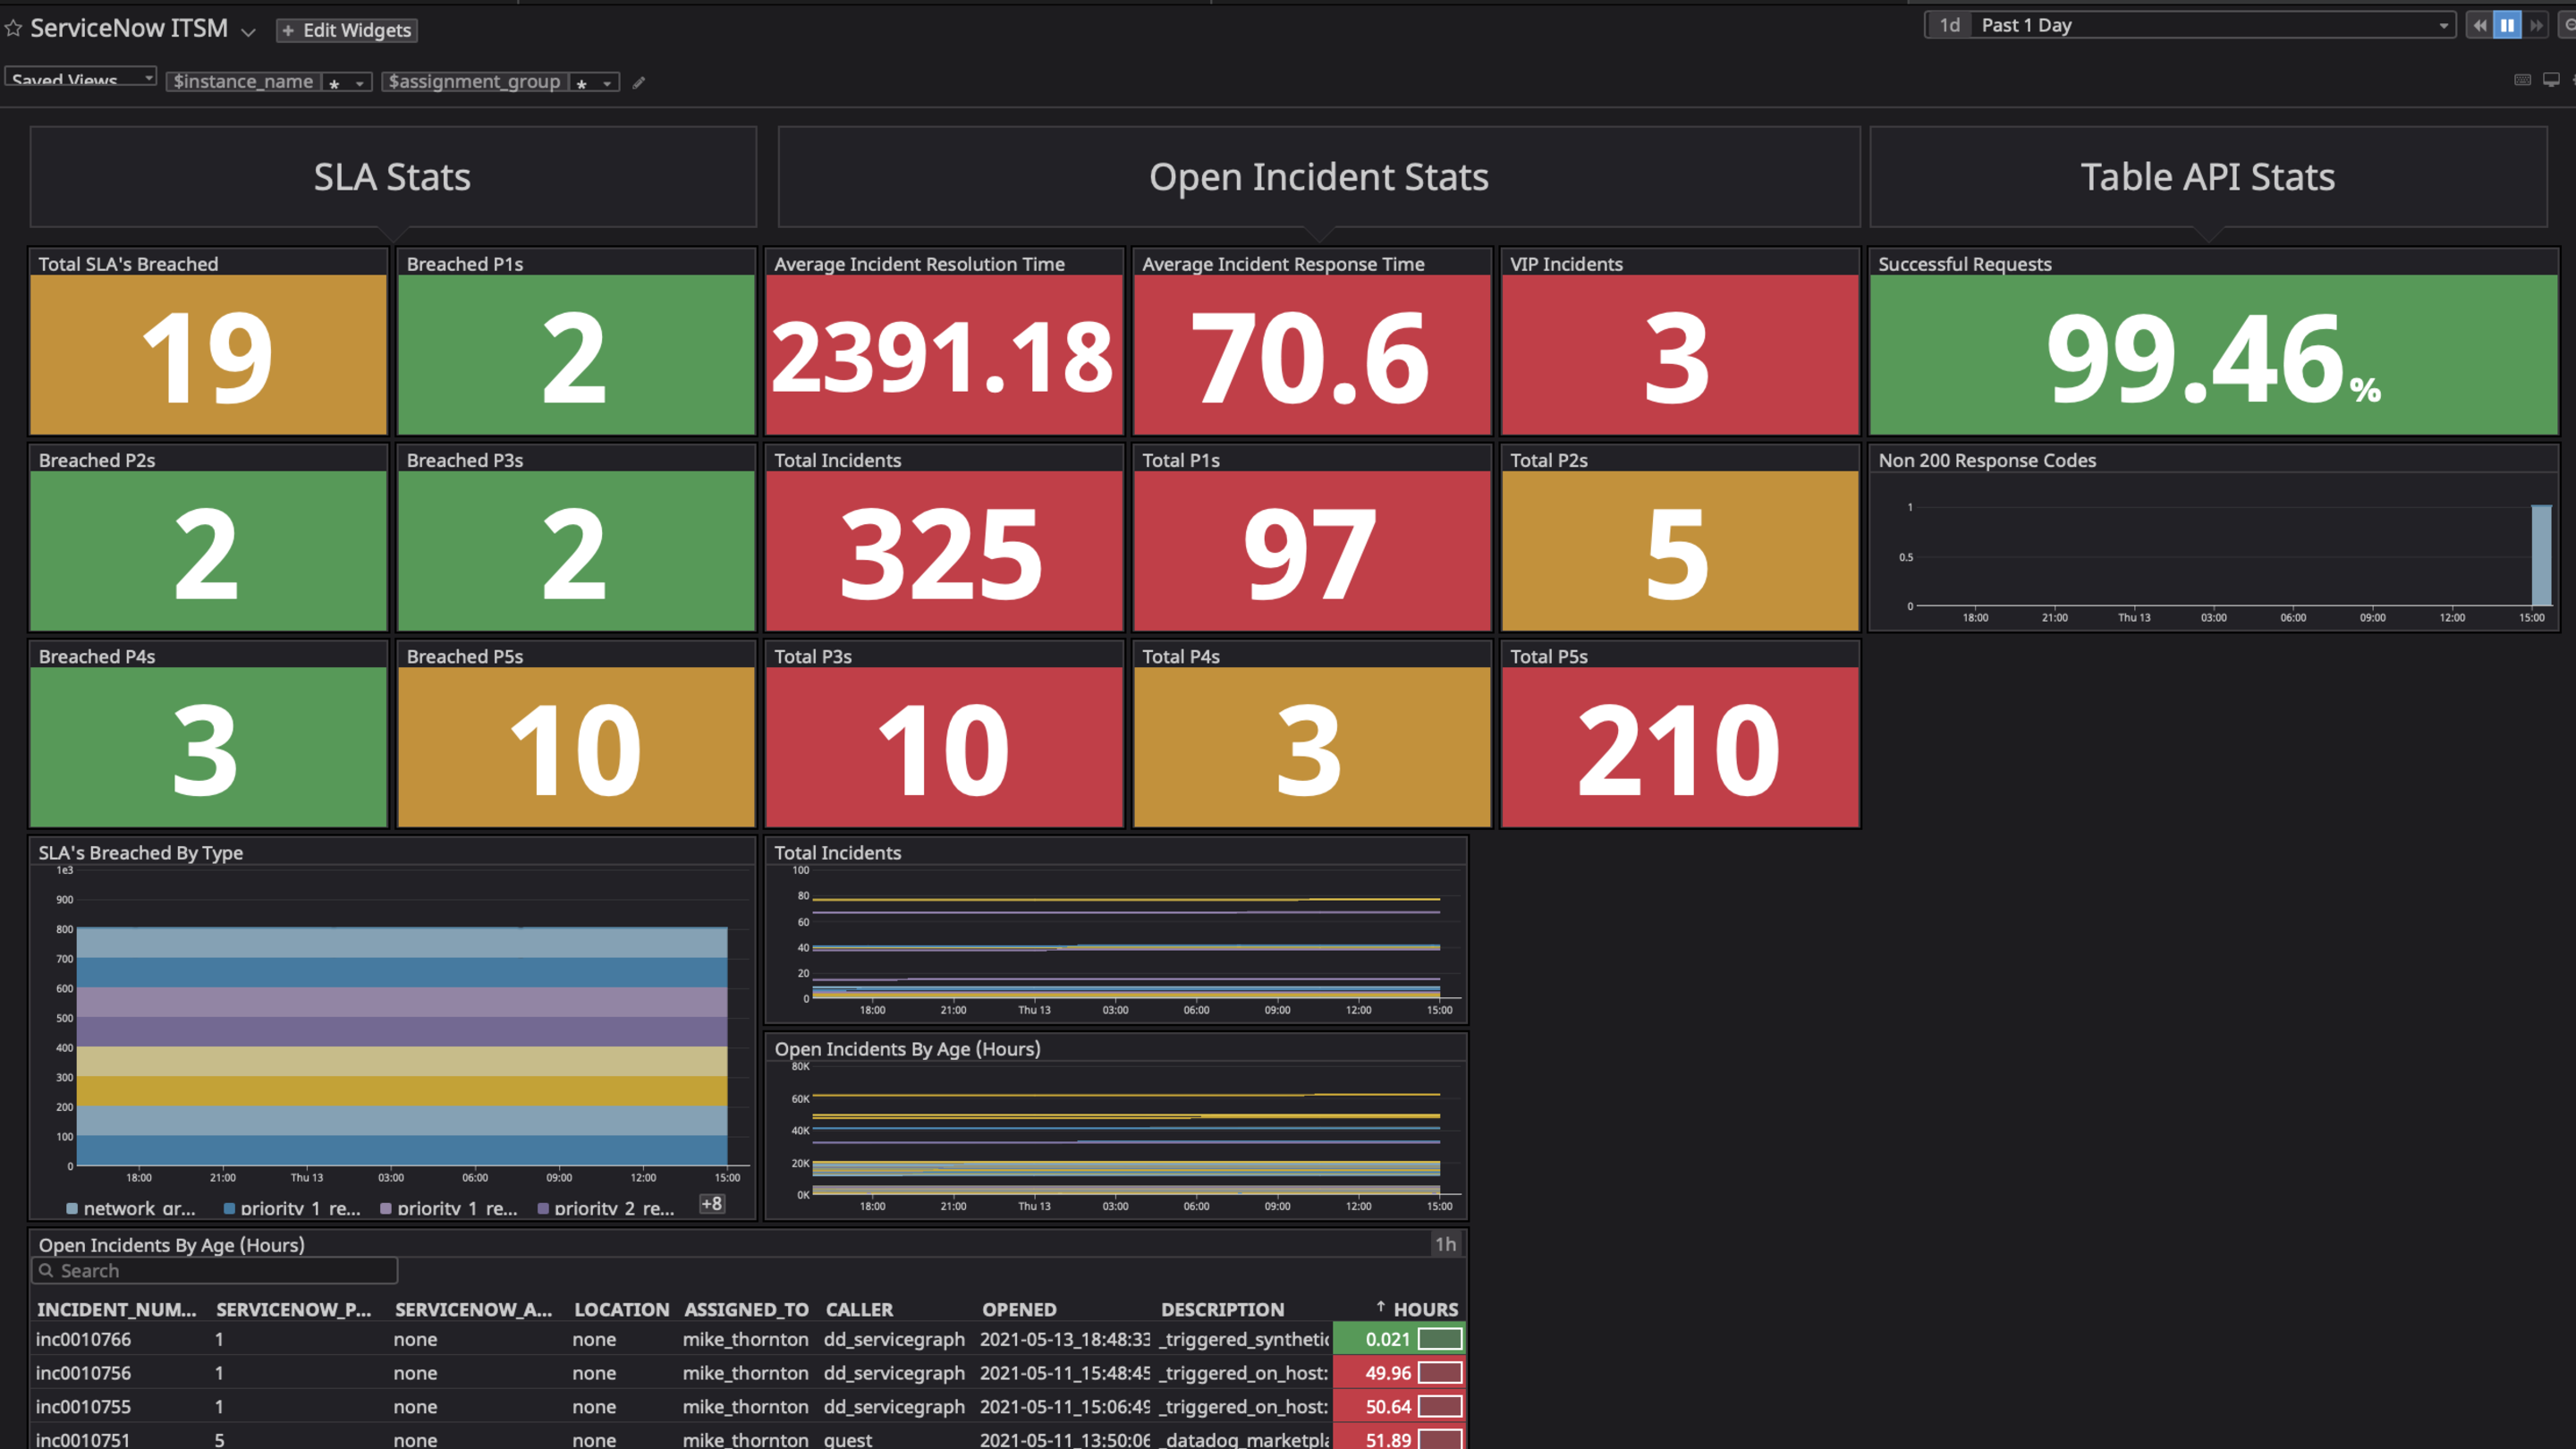 ServiceNow ITSM
+ Edit Widgets
1d Past 1 Day
Saved Views
$instance_name *
$assignment_group *
SLA Stats
Open Incident Stats
Table API Stats
Total SLA's Breached
19
Breached P1s
2
Average Incident Resolution Time
2391.18
Average Incident Response Time
70.6
VIP Incidents
3
Successful Requests
99.46%
Breached P2s
2
Breached P3s
2
Total Incidents
325
Total P1s
97
Total P2s
5
Non 200 Response Codes
1
0.5
0
18:00 21:00 Thu 13 03:00 06:00 09:00 12:00 15:00
Breached P4s
3
Breached P5s
10
Total P3s
10
Total P4s
3
Total P5s
210
SLA's Breached By Type
1e3
900
800
700
600
500
400
300
200
100
0
18:00 21:00 Thu 13 03:00 06:00 09:00 12:00 15:00
network_gr... priority_1_re... priority_1_re... priority_2_re... +8
Total Incidents
100
80
60
40
20
0
18:00 21:00 Thu 13 03:00 06:00 09:00 12:00 15:00
Open Incidents By Age (Hours)
80K
60K
40K
20K
0K
18:00 21:00 Thu 13 03:00 06:00 09:00 12:00 15:00
Open Incidents By Age (Hours) 1h
Search
INCIDENT_NUM... SERVICENOW_P... SERVICENOW_A... LOCATION ASSIGNED_TO CALLER OPENED DESCRIPTION ↑ HOURS
inc0010766 1 none none mike_thornton dd_servicegraph 2021-05-13_18:48:33 _triggered_synthetic 0.021
inc0010756 1 none none mike_thornton dd_servicegraph 2021-05-11_15:48:45 _triggered_on_host: 49.96
inc0010755 1 none none mike_thornton dd_servicegraph 2021-05-11_15:06:49 _triggered_on_host: 50.64
inc0010751 5 none none mike_thornton guest 2021-05-11_13:50:06 _datadog_marketpla 51.89